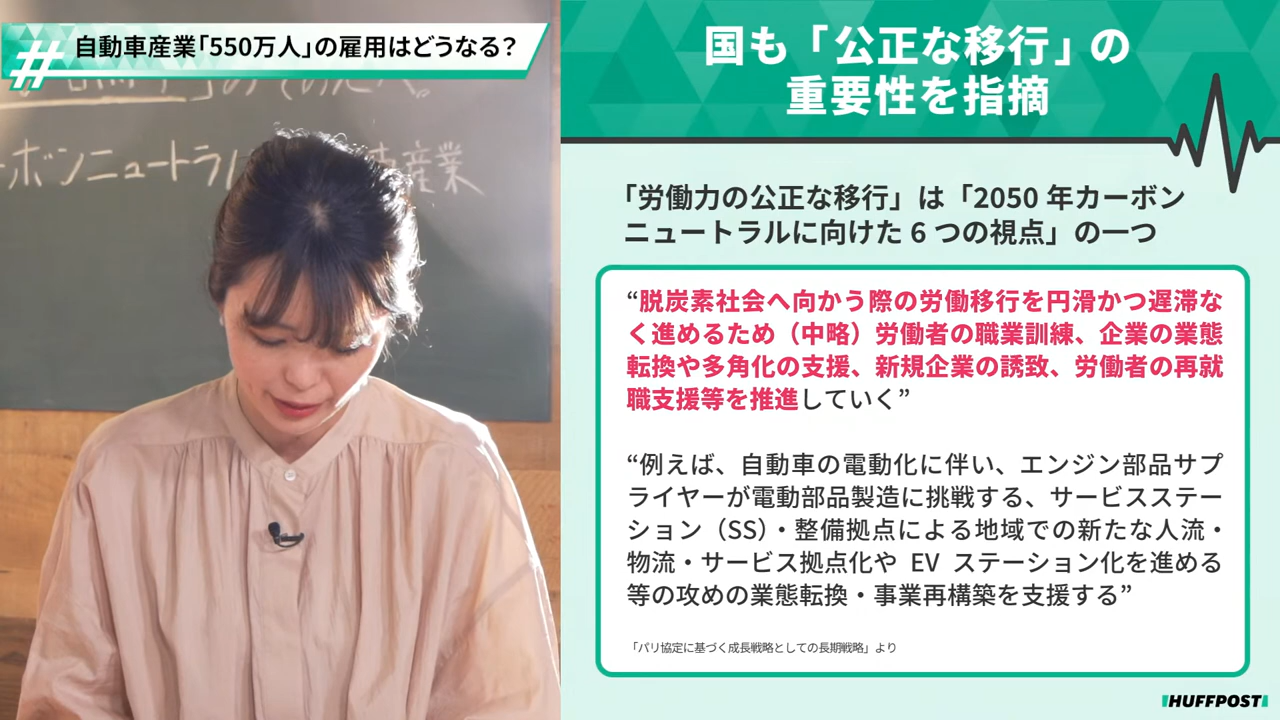 #自動車産業「550万人」の雇用はどうなる？
ーボンニュートラル
産業
国も「公正な移行」の
重要性を指摘
「労働力の公正な移行」は「2050 年カーボン
ニュートラルに向けた 6 つの視点」の一つ
“脱炭素社会へ向かう際の労働移行を円滑かつ遅滞な
く進めるため（中略）労働者の職業訓練、企業の業態
転換や多角化の支援、新規企業の誘致、労働者の再就
職支援等を推進していく”
“例えば、自動車の電動化に伴い、エンジン部品サプ
ライヤーが電動部品製造に挑戦する、サービスステー
ション（SS）・整備拠点による地域での新たな人流・
物流・サービス拠点化や EV ステーション化を進める
等の攻めの業態転換・事業再構築を支援する”
「パリ協定に基づく成長戦略としての長期戦略」より
HUFFPOST